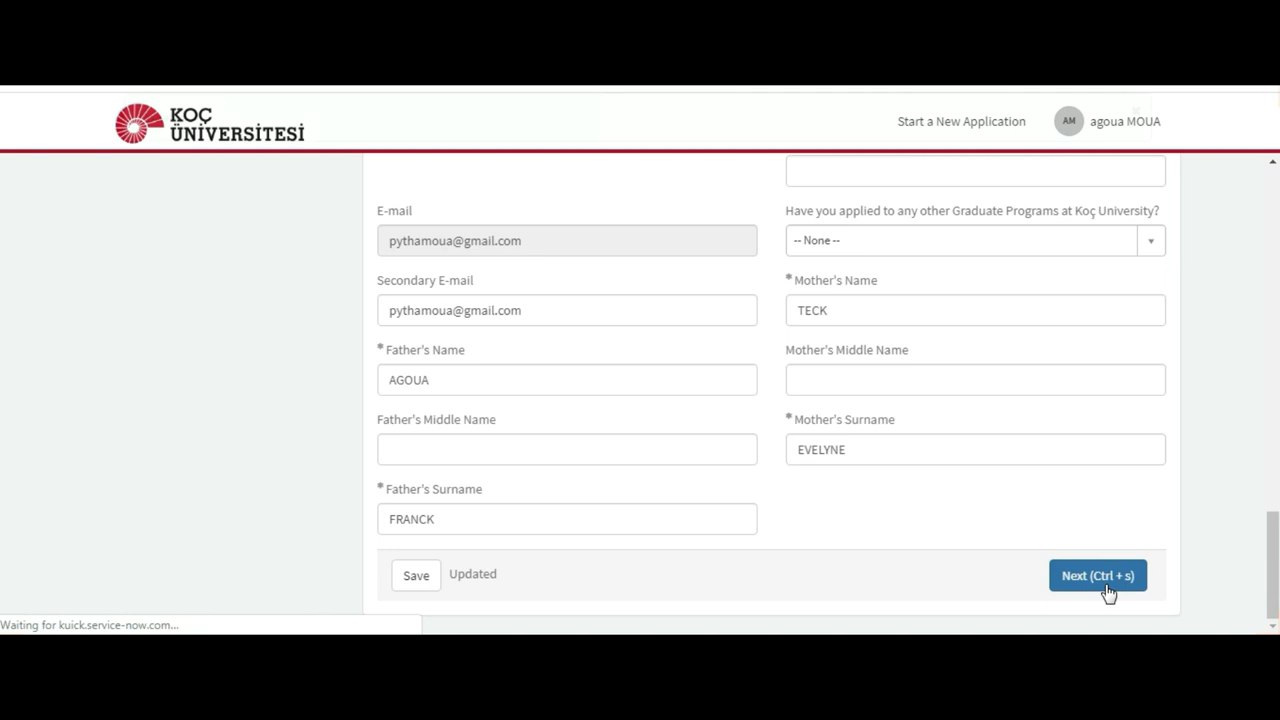 KOÇ
ÜNİVERSİTESİ
Start a New Application
AM
agoua MOUA
E-mail
pythamoua@gmail.com
Have you applied to any other Graduate Programs at Koç University?
-- None --
Secondary E-mail
pythamoua@gmail.com
* Mother's Name
TECK
* Father's Name
AGOUA
Mother's Middle Name
Father's Middle Name
* Mother's Surname
EVELYNE
* Father's Surname
FRANCK
Save
Updated
Next (Ctrl + s)
Waiting for kuick.service-now.com...